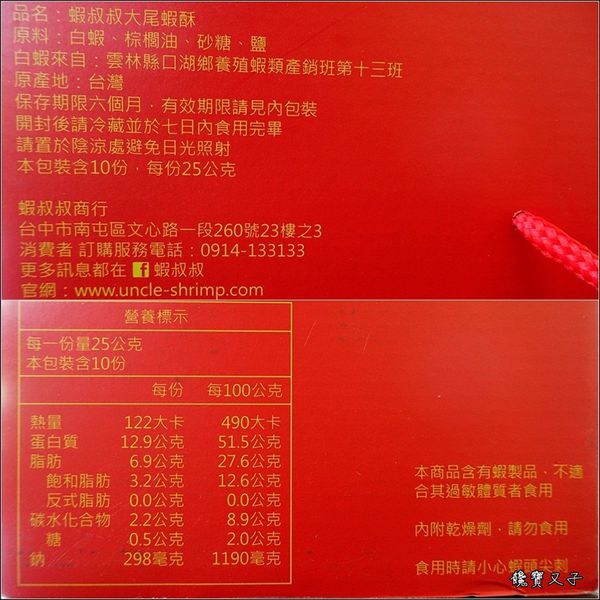 品名：蝦叔叔大尾蝦酥
原料：白蝦、棕櫚油、砂糖、鹽
白蝦來自：雲林縣口湖鄉養殖蝦類產銷班第十三班
原產地：台灣
保存期限六個月，有效期限請見內包裝
開封後請冷藏並於七日內食用完畢
請置於陰涼處避免日光照射
本包裝含10份，每份25公克
蝦叔叔商行
台中市南屯區文心路一段260號23樓之3
消費者 訂購服務電話：0914-133133
更多訊息都在 f 蝦叔叔
官網：www.uncle-shrimp.com
營養標示
每一份量25公克
本包裝含10份
每份 每100公克
熱量 122大卡 490大卡
蛋白質 12.9公克 51.5公克
脂肪 6.9公克 27.6公克
飽和脂肪 3.2公克 12.6公克
反式脂肪 0.0公克 0.0公克
碳水化合物 2.2公克 8.9公克
糖 0.5公克 2.0公克
鈉 298毫克 1190毫克
本商品含有蝦製品，不適
合其過敏體質者食用
內附乾燥劑，請勿食用
食用時請小心蝦頭尖刺
饞寶又子